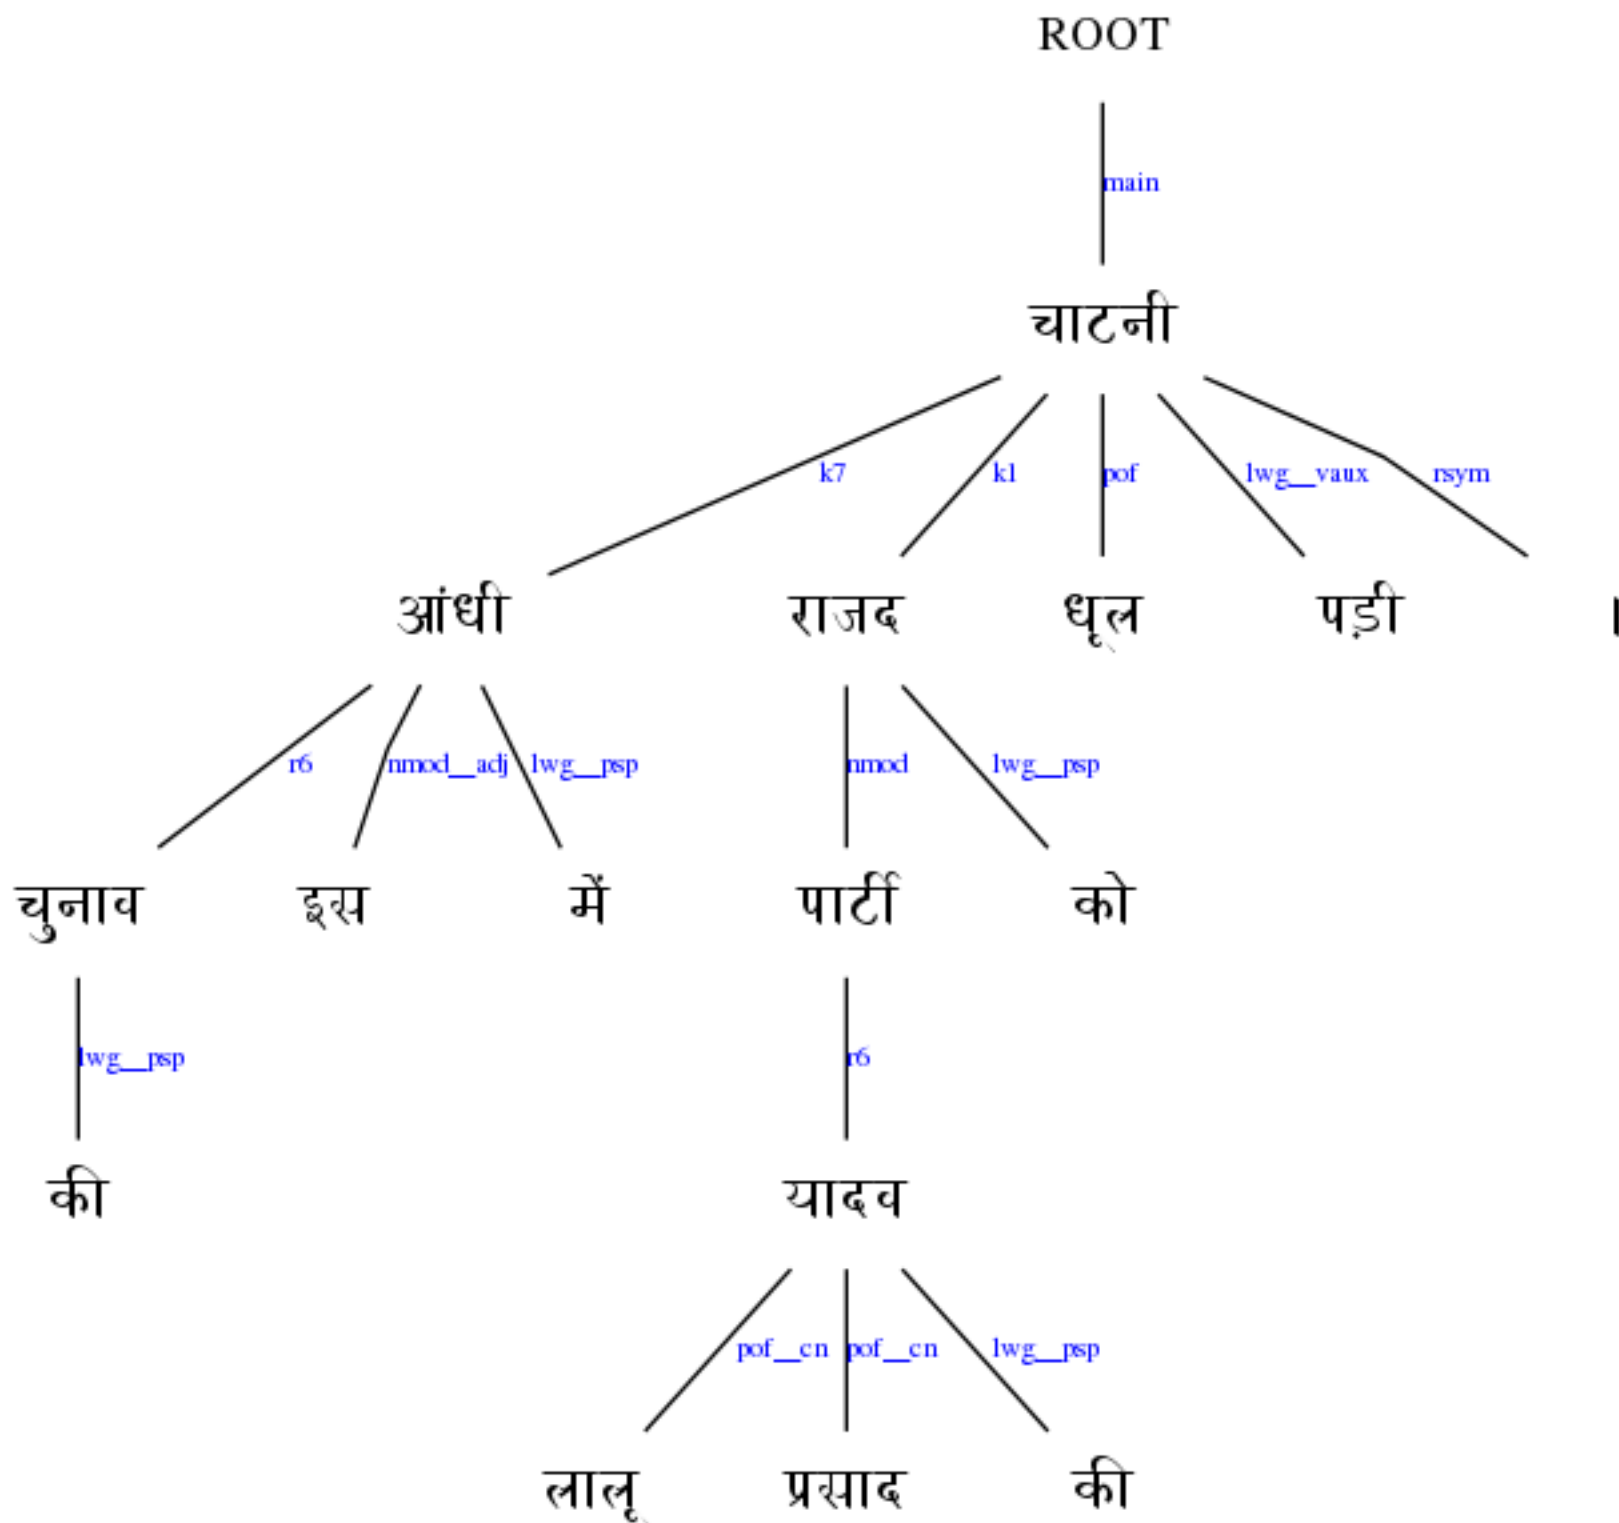 ROOT
main
चाटनी
k7 k1 pof lwg__vaux rsym
आंधी राजद धूल पड़ी ।
r6 nmod__adj lwg__psp nmod lwg__psp
चुनाव इस में पार्टी को
lwg__psp r6
की यादव
pof__cn pof__cn lwg__psp
लालू प्रसाद की